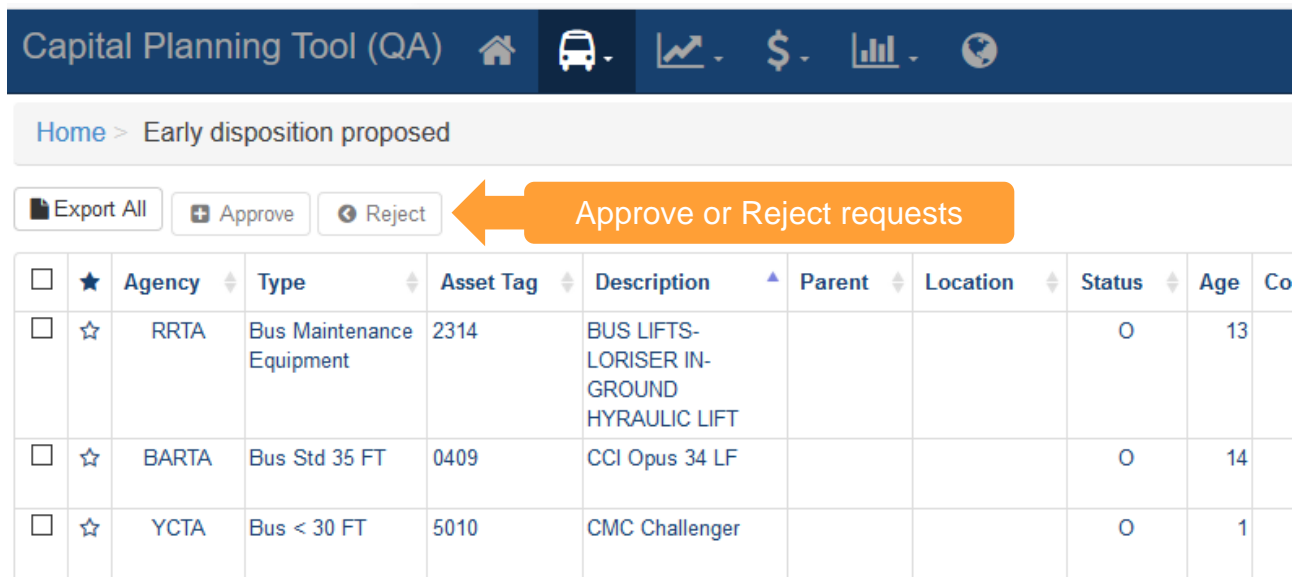 Capital Planning Tool (QA)
Home > Early disposition proposed
Export All Approve Reject Approve or Reject requests
Agency Type Asset Tag Description Parent Location Status Age Co
RRTA Bus Maintenance 2314 BUS LIFTS- O 13
Equipment LORISER IN-
GROUND
HYRAULIC LIFT
BARTA Bus Std 35 FT 0409 CCI Opus 34 LF O 14
YCTA Bus < 30 FT 5010 CMC Challenger O 1